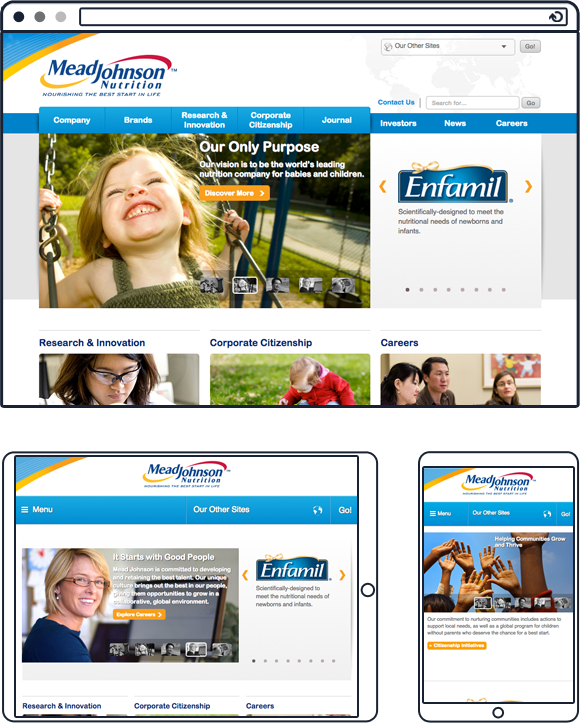 Our Other Sites
Go!
MeadJohnson™
Nutrition
NOURISHING THE BEST START IN LIFE
Contact Us
Search for...
Go
Company
Brands
Research &
Innovation
Corporate
Citizenship
Journal
Investors
News
Careers
Our Only Purpose
Our vision is to be the world's leading
nutrition company for babies and children.
Discover More
Enfamil®
Scientifically-designed to meet the
nutritional needs of newborns and
infants.
Research & Innovation
Corporate Citizenship
Careers
MeadJohnson™
Nutrition
NOURISHING THE BEST START IN LIFE
Menu
Our Other Sites
Go!
It Starts with Good People
Mead Johnson is committed to developing
and retaining the best talent. Our unique
culture brings out the best in our people,
giving them opportunities to grow in a
collaborative, global environment.
Explore Careers
Enfamil
Scientifically-designed to
meet the nutritional needs of
newborns and infants.
Research & Innovation
Corporate Citizenship
Careers
MeadJohnson™
Nutrition
NOURISHING THE BEST START IN LIFE
Menu
Our Other Sites
Go!
Helping Communities Grow
and Thrive
Our commitment to nurturing communities includes actions to
support local needs, as well as a global program for children
without parents who deserve the chance for a best start.
Citizenship Initiatives